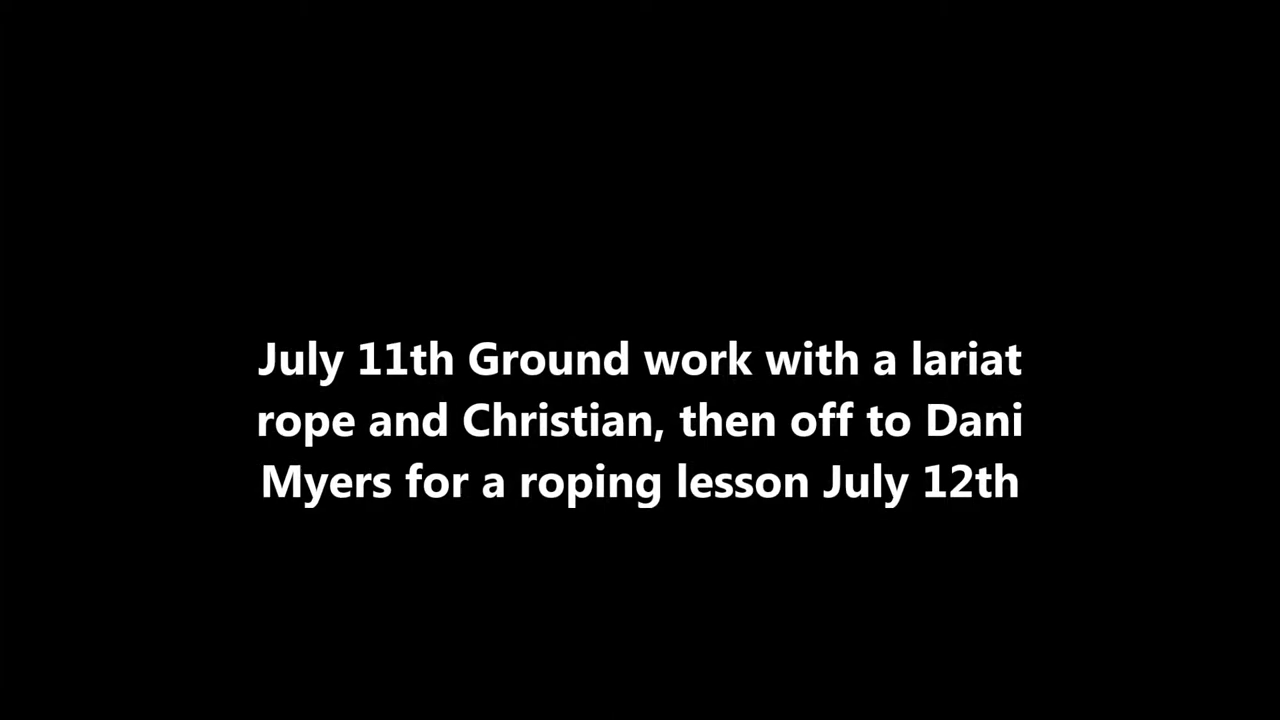 July 11th Ground work with a lariat
rope and Christian, then off to Dani
Myers for a roping lesson July 12th